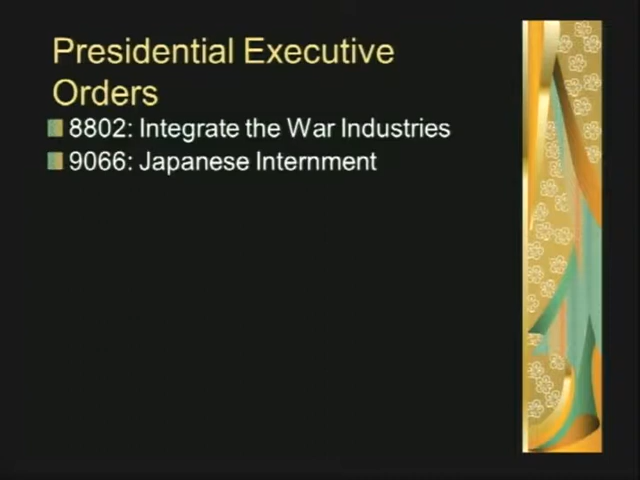 Presidential Executive
Orders
8802: Integrate the War Industries
9066: Japanese Internment